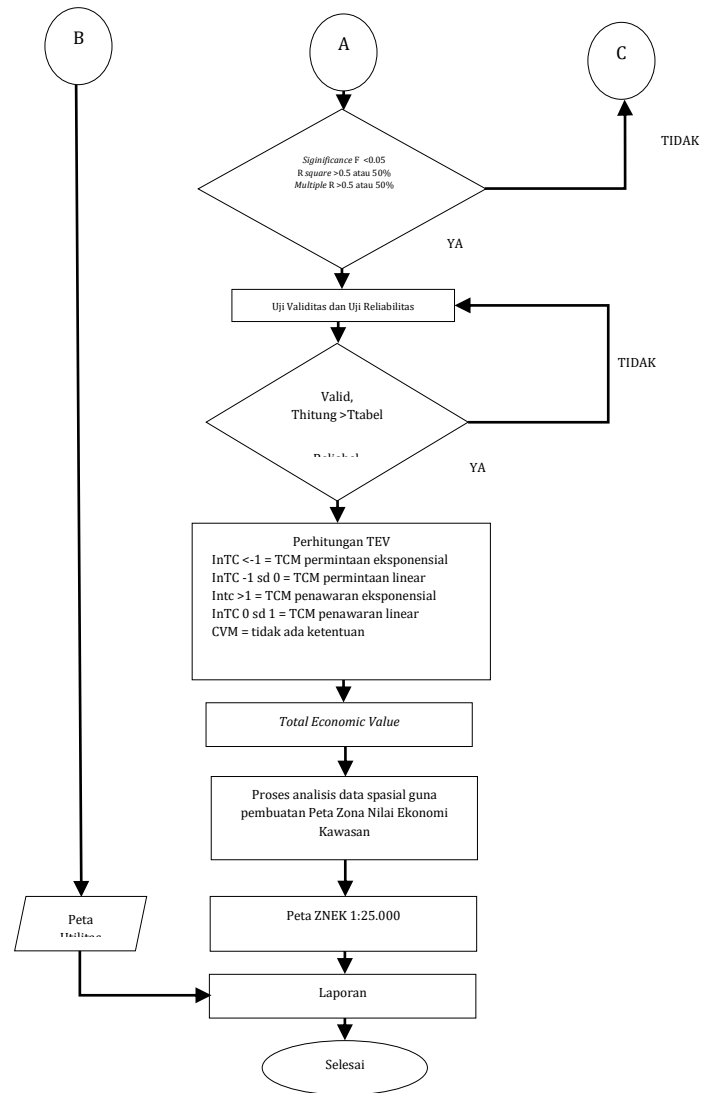 B
A
C
Siginificance F <0.05
R square >0.5 atau 50%
Multiple R >0.5 atau 50%
TIDAK
YA
Uji Validitas dan Uji Reliabilitas
Valid,
Thitung >Ttabel
TIDAK
YA
Perhitungan TEV
InTC <-1 = TCM permintaan eksponensial
InTC -1 sd 0 = TCM permintaan linear
Intc >1 = TCM penawaran eksponensial
InTC 0 sd 1 = TCM penawaran linear
CVM = tidak ada ketentuan
Total Economic Value
Proses analisis data spasial guna
pembuatan Peta Zona Nilai Ekonomi
Kawasan
Peta
Peta ZNEK 1:25.000
Laporan
Selesai